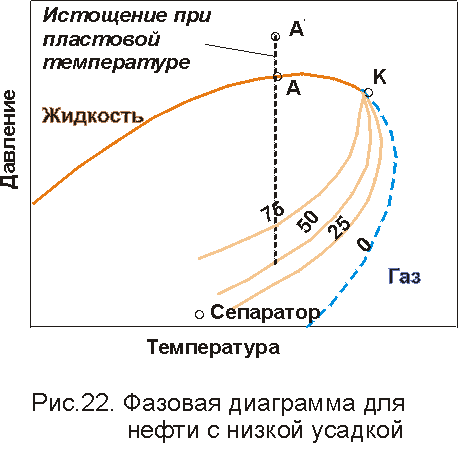 Истощение при
пластовой
температуре
A'
A
K
Жидкость
Давление
75
50
25
0
Газ
Сепаратор
Температура
Рис.22. Фазовая диаграмма для
нефти с низкой усадкой